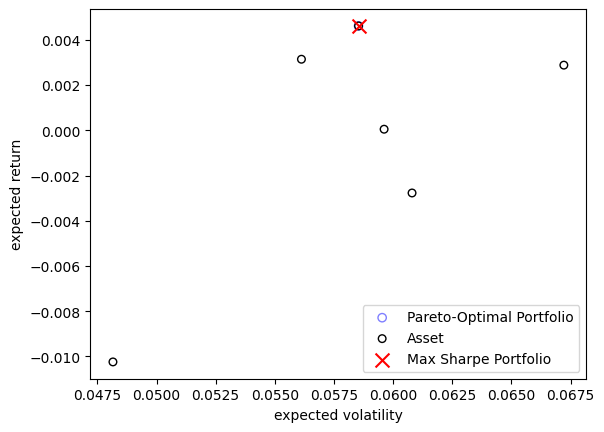 0.004
0.002
0.000
−0.002
−0.004
−0.006
−0.008
−0.010
expected return
Pareto-Optimal Portfolio
Asset
Max Sharpe Portfolio
0.0475 0.0500 0.0525 0.0550 0.0575 0.0600 0.0625 0.0650 0.0675
expected volatility